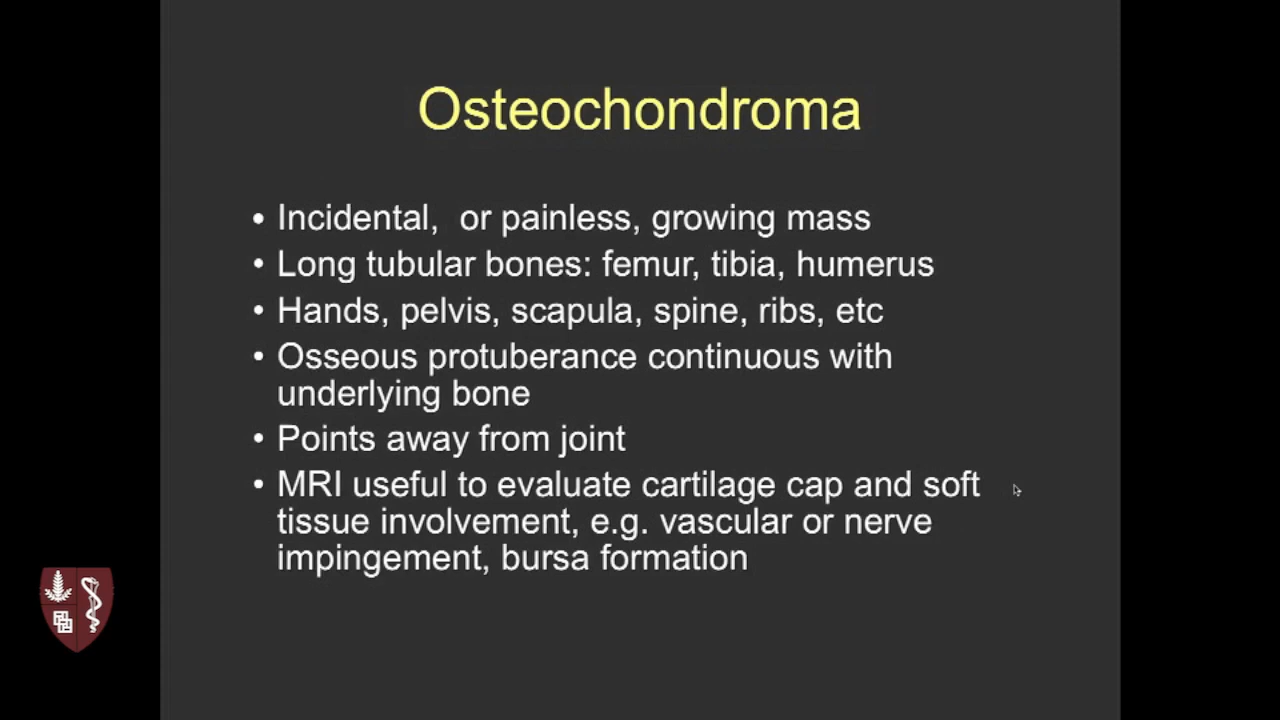 Osteochondroma
• Incidental,  or painless, growing mass
• Long tubular bones: femur, tibia, humerus
• Hands, pelvis, scapula, spine, ribs, etc
• Osseous protuberance continuous with
underlying bone
• Points away from joint
• MRI useful to evaluate cartilage cap and soft
tissue involvement, e.g. vascular or nerve
impingement, bursa formation